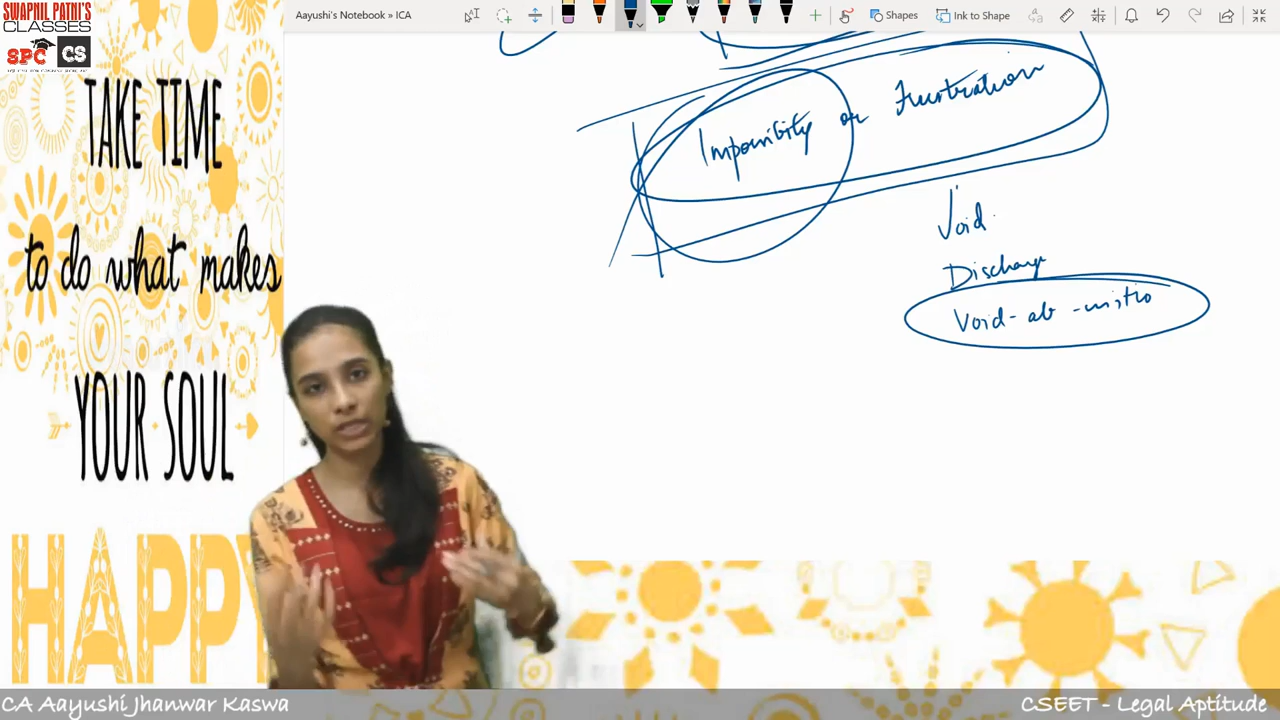 SWAPNIL PATNI'S
CLASSES
SPC CS
Aayushi's Notebook » ICA
Shapes
Ink to Shape
TAKE TIME
to do what makes
YOUR SOUL
HAPPY
Impossibility or Frustration
Void
Discharge
Void-ab-initio
CA Aayushi Jhanwar Kaswa
CSEET - Legal Aptitude